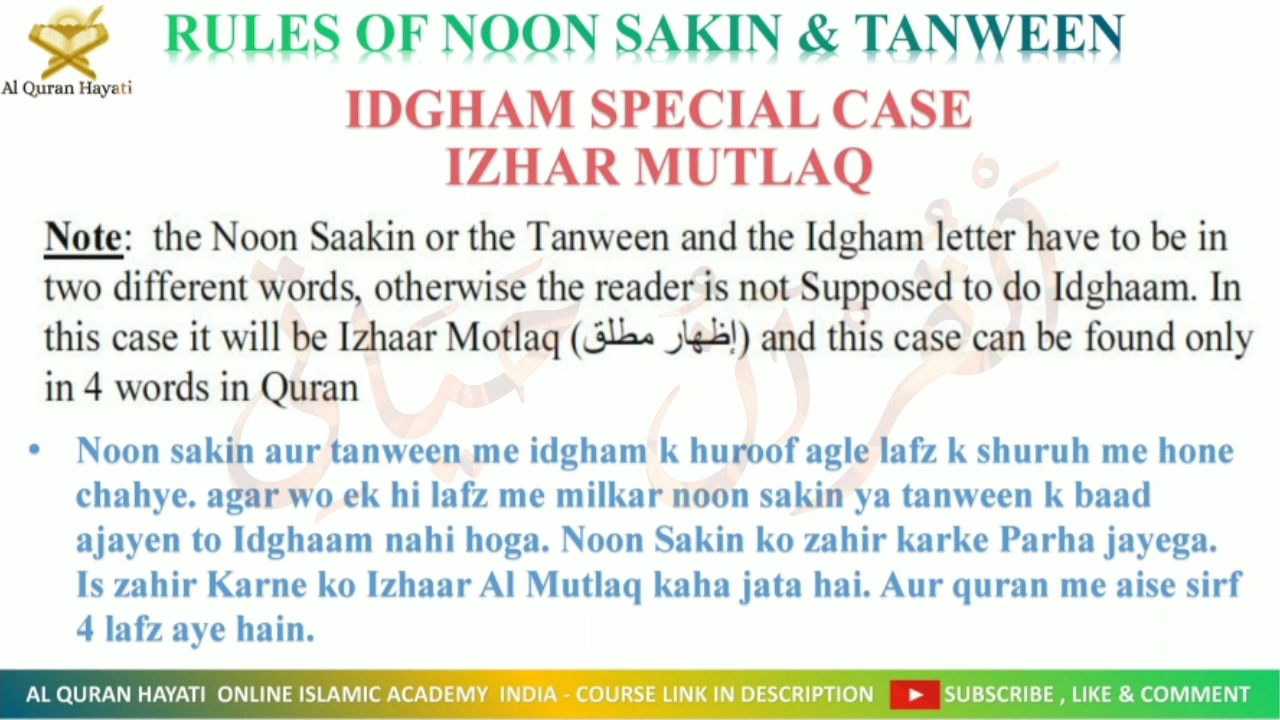 Al Quran Hayati
RULES OF NOON SAKIN & TANWEEN
IDGHAM SPECIAL CASE
IZHAR MUTLAQ
Note: the Noon Saakin or the Tanween and the Idgham letter have to be in
two different words, otherwise the reader is not Supposed to do Idghaam. In
this case it will be Izhaar Motlaq (إظهار مطلق) and this case can be found only
in 4 words in Quran
• Noon sakin aur tanween me idgham k huroof agle lafz k shuruh me hone
chahye. agar wo ek hi lafz me milkar noon sakin ya tanween k baad
ajayen to Idghaam nahi hoga. Noon Sakin ko zahir karke Parha jayega.
Is zahir Karne ko Izhaar Al Mutlaq kaha jata hai. Aur quran me aise sirf
4 lafz aye hain.
اَلْقُرْآنُ حَيَاتِي
AL QURAN HAYATI ONLINE ISLAMIC ACADEMY INDIA - COURSE LINK IN DESCRIPTION SUBSCRIBE , LIKE & COMMENT